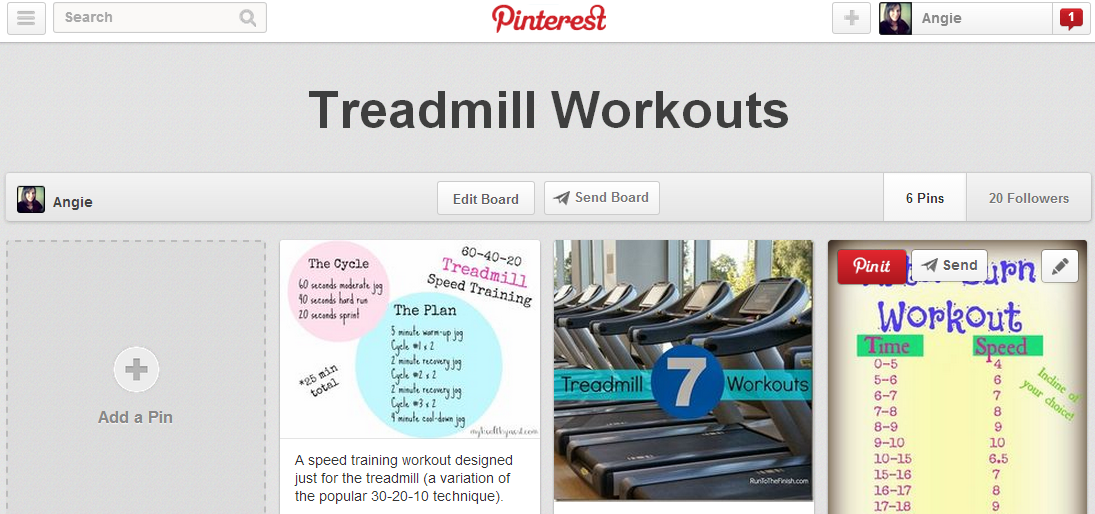 Search
Pinterest
Angie
1
Treadmill Workouts
Angie
Edit Board
Send Board
6 Pins
20 Followers
Add a Pin
The Cycle
60 seconds moderate jog
40 seconds hard run
20 seconds sprint
60-40-20
Treadmill
Speed Training
The Plan
5 minute warm-up jog
Cycle #1 x 2
2 minute recovery jog
Cycle #2 x 2
2 minute recovery jog
Cycle #3 x 2
4 minute cool-down jog
*25 min
total
myhealthynest.com
A speed training workout designed
just for the treadmill (a variation of
the popular 30-20-10 technique).
Treadmill 7 Workouts
RunToTheFinish.com
Pin it
Send
Burn
Workout
Time Speed
0-5 4
5-6 6
6-7 7
7-8 8
8-9 9
9-10 10
10-15 6.5
15-16 7
16-17 8
17-18 9
Incline of
your choice!